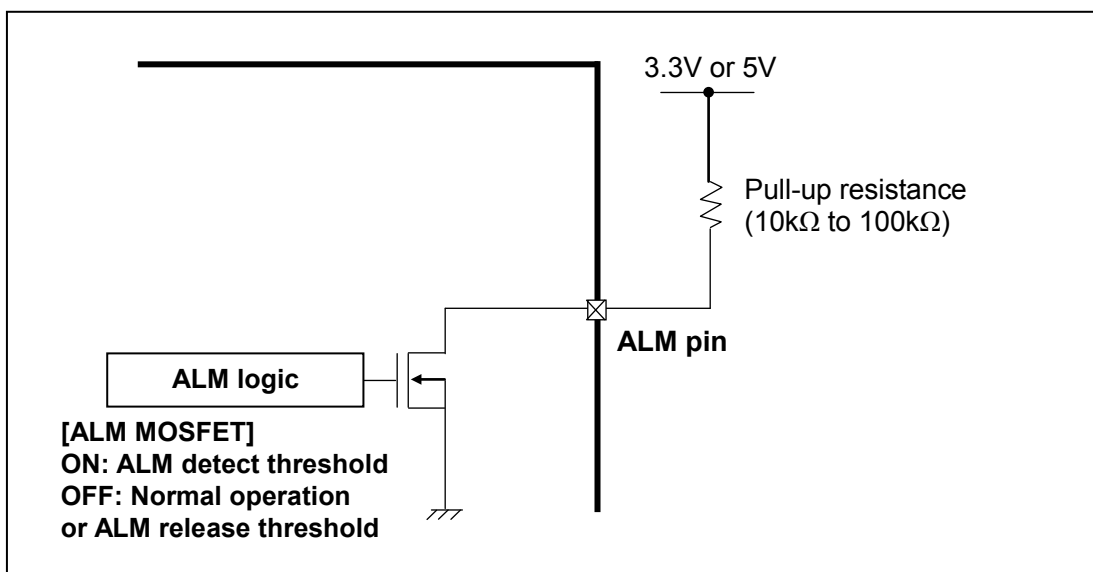 3.3V or 5V
Pull-up resistance
(10kΩ to 100kΩ)
ALM pin
ALM logic
[ALM MOSFET]
ON: ALM detect threshold
OFF: Normal operation
or ALM release threshold